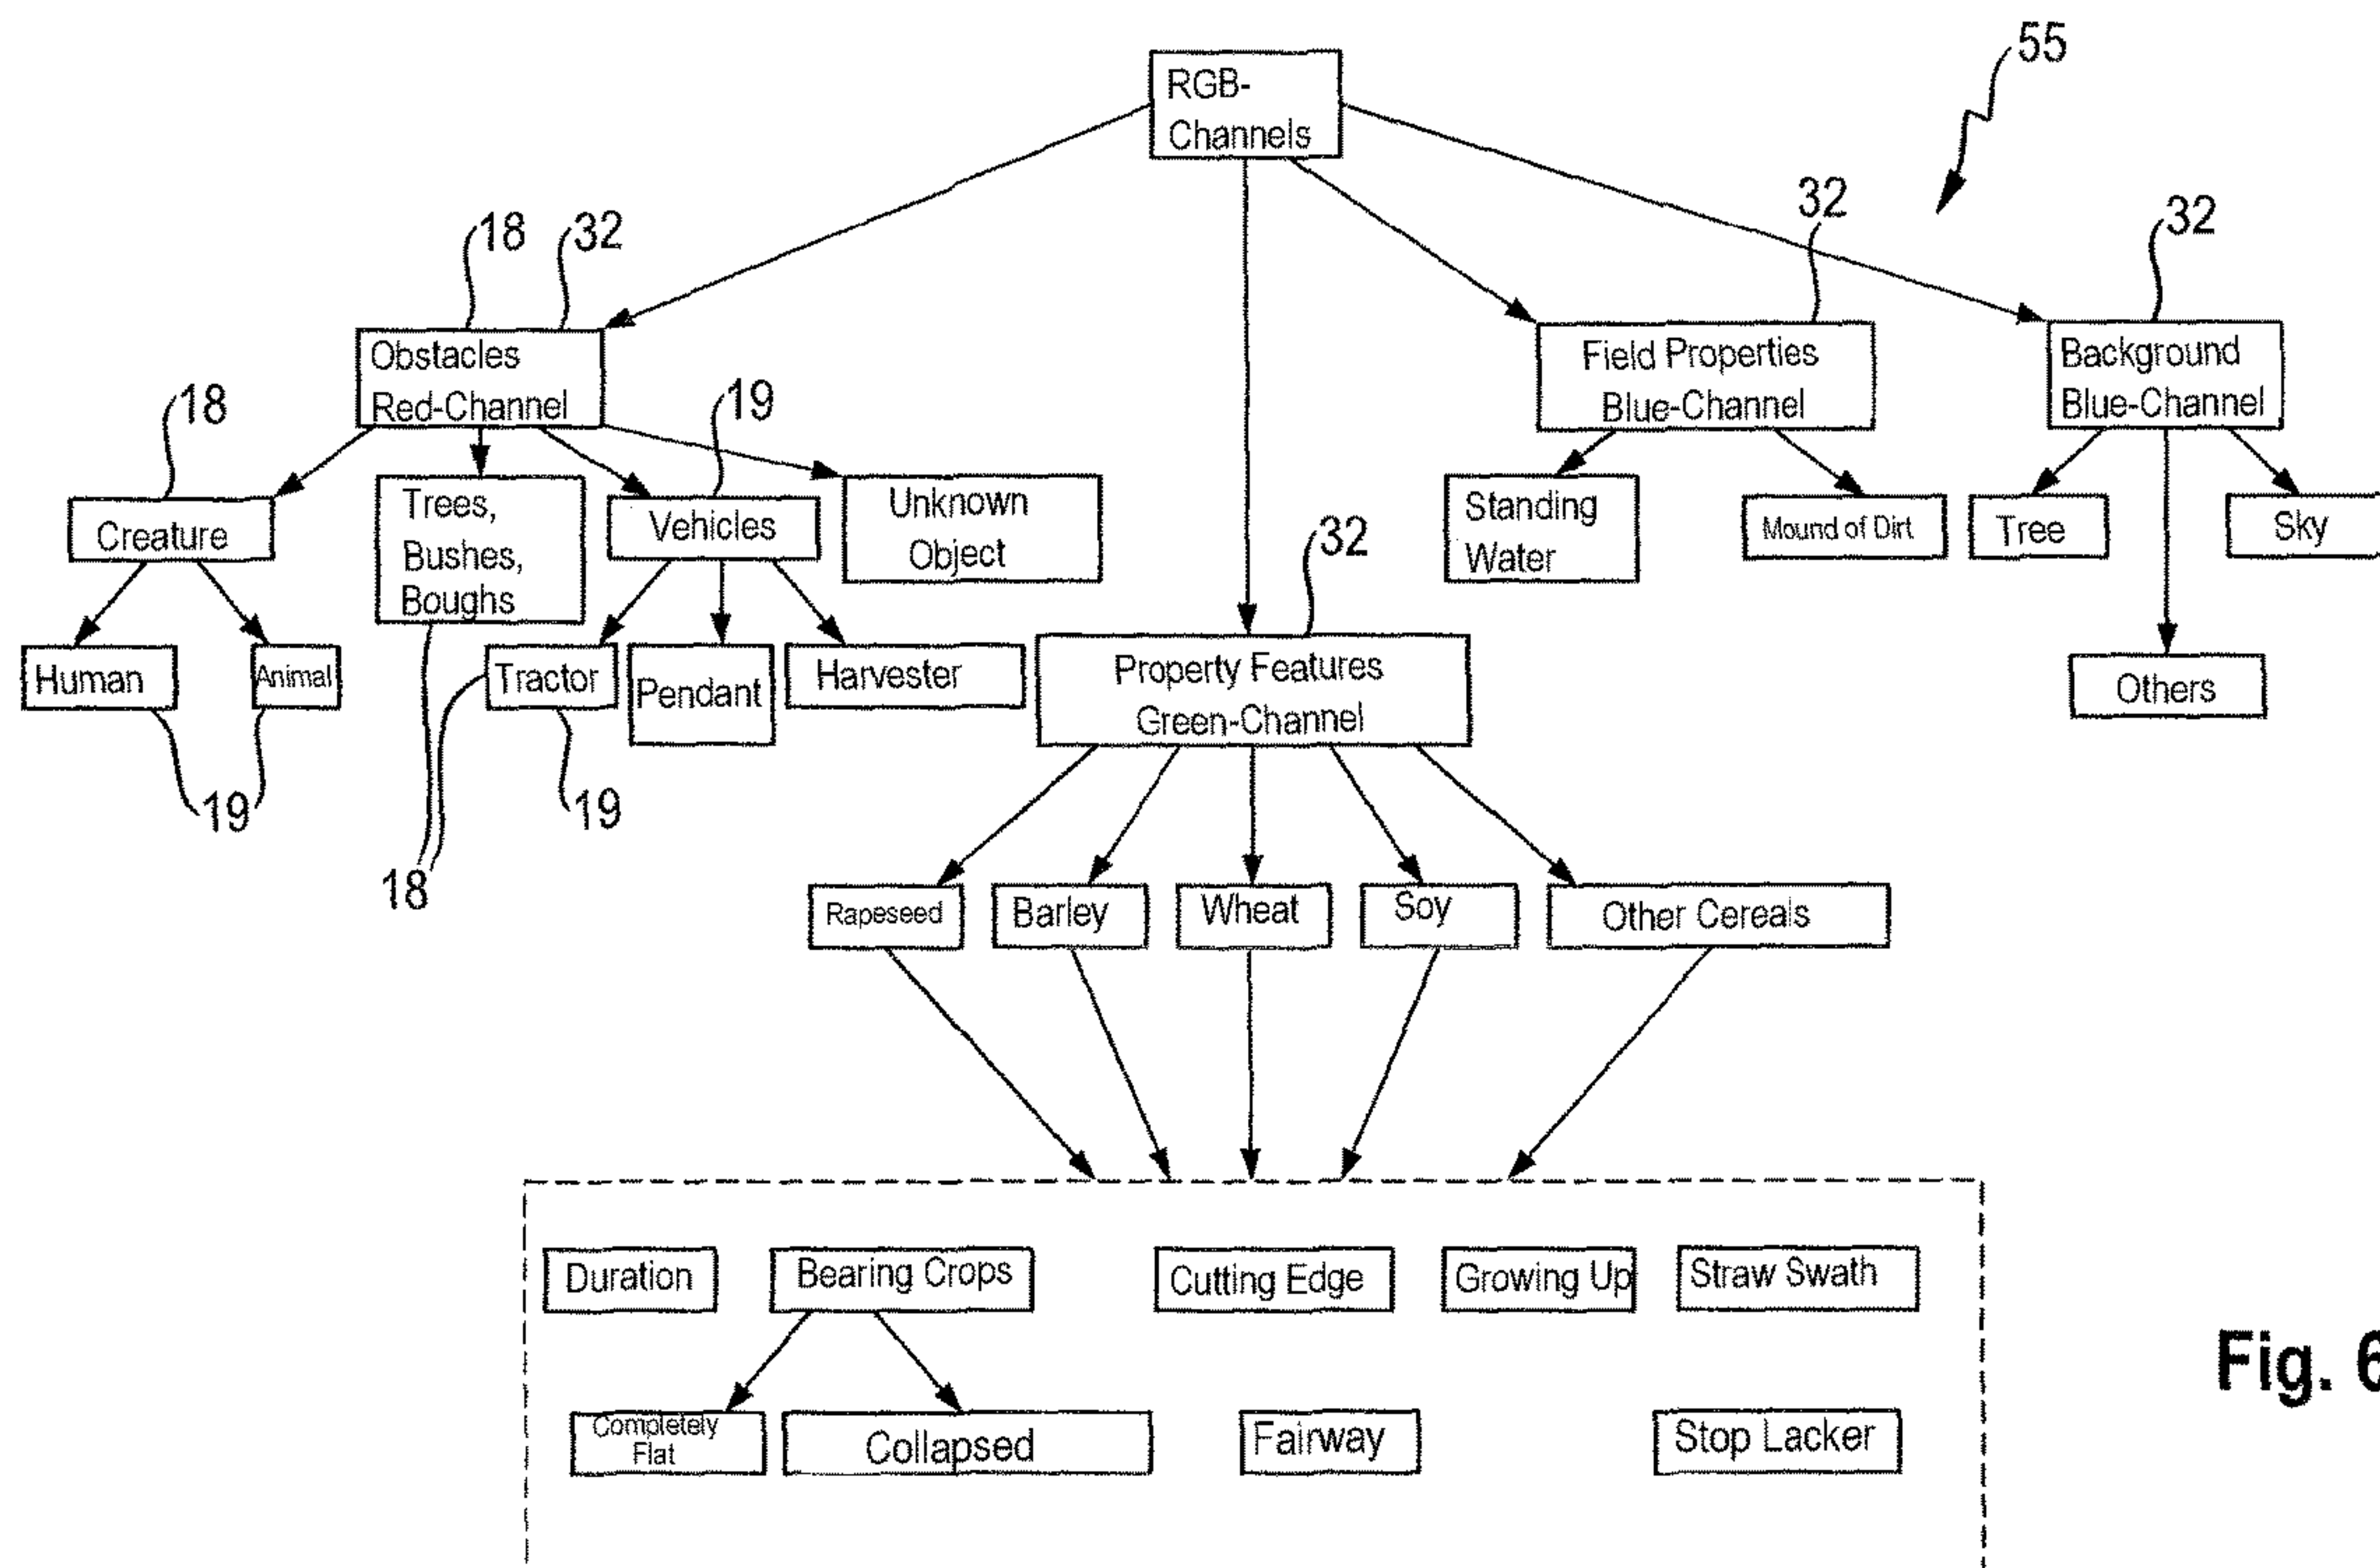 55
RGB-
Channels
18
32
32
32
Obstacles
Red-Channel
Field Properties
Blue-Channel
Background
Blue-Channel
18
19
Creature
Trees,
Bushes,
Boughs
Vehicles
Unknown
Object
Standing
Water
Mound of Dirt
Tree
Sky
32
Human
Animal
Tractor
Pendant
Harvester
Property Features
Green-Channel
Others
19
19
18
Rapeseed
Barley
Wheat
Soy
Other Cereals
Duration
Bearing Crops
Cutting Edge
Growing Up
Straw Swath
Completely
Flat
Collapsed
Fairway
Stop Lacker
Fig. 6